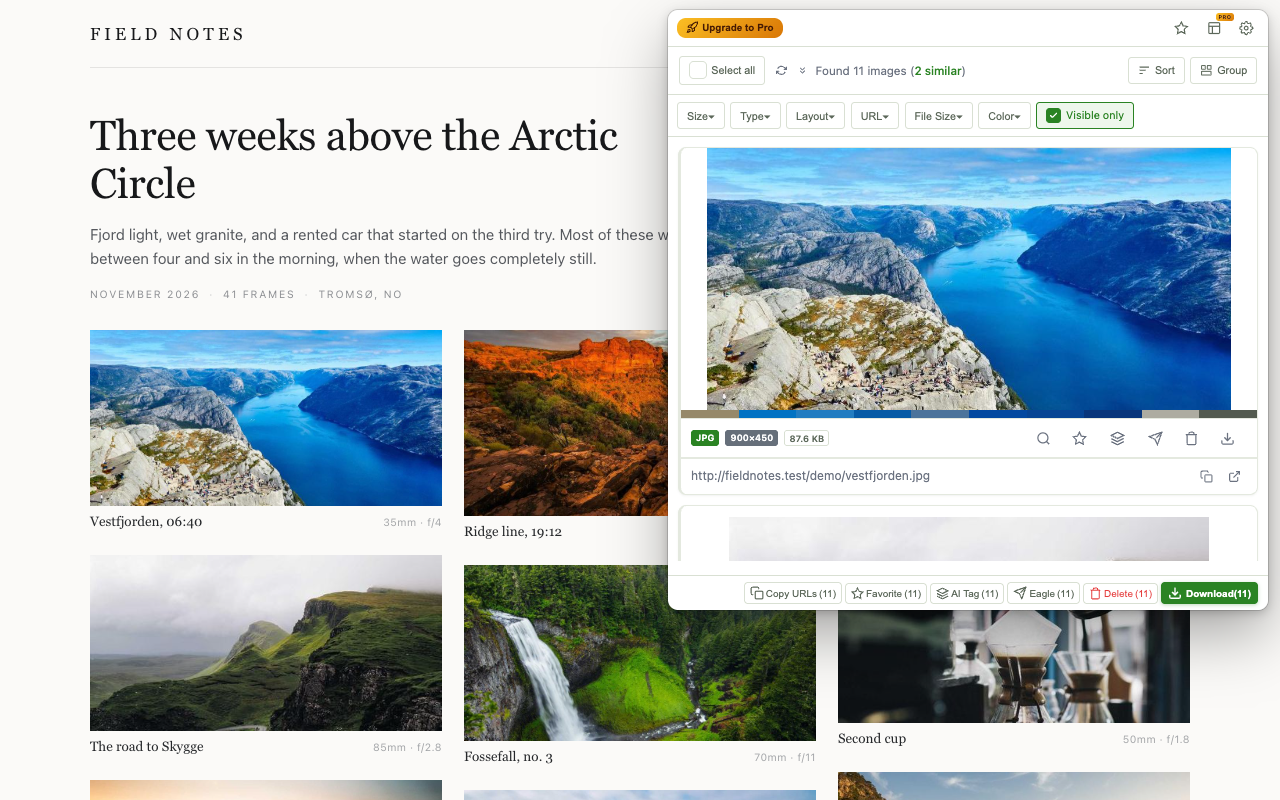 FIELD NOTES
Three weeks above the Arctic
Circle
Fjord light, wet granite, and a rented car that started on the third try. Most of these
between four and six in the morning, when the water goes completely still.
NOVEMBER 2026 · 41 FRAMES · TROMSØ, NO
Vestfjorden, 06:40
35mm · f/4
Ridge line, 19:12
The road to Skygge
85mm · f/2.8
Fossefall, no. 3
70mm · f/11
Second cup
50mm · f/1.8
Upgrade to Pro
PRO
Select all
Found 11 images (2 similar)
Sort
Group
Size
Type
Layout
URL
File Size
Color
Visible only
JPG
900×450
87.6 KB
http://fieldnotes.test/demo/vestfjorden.jpg
Copy URLs (11)
Favorite (11)
AI Tag (11)
Eagle (11)
Delete (11)
Download(11)